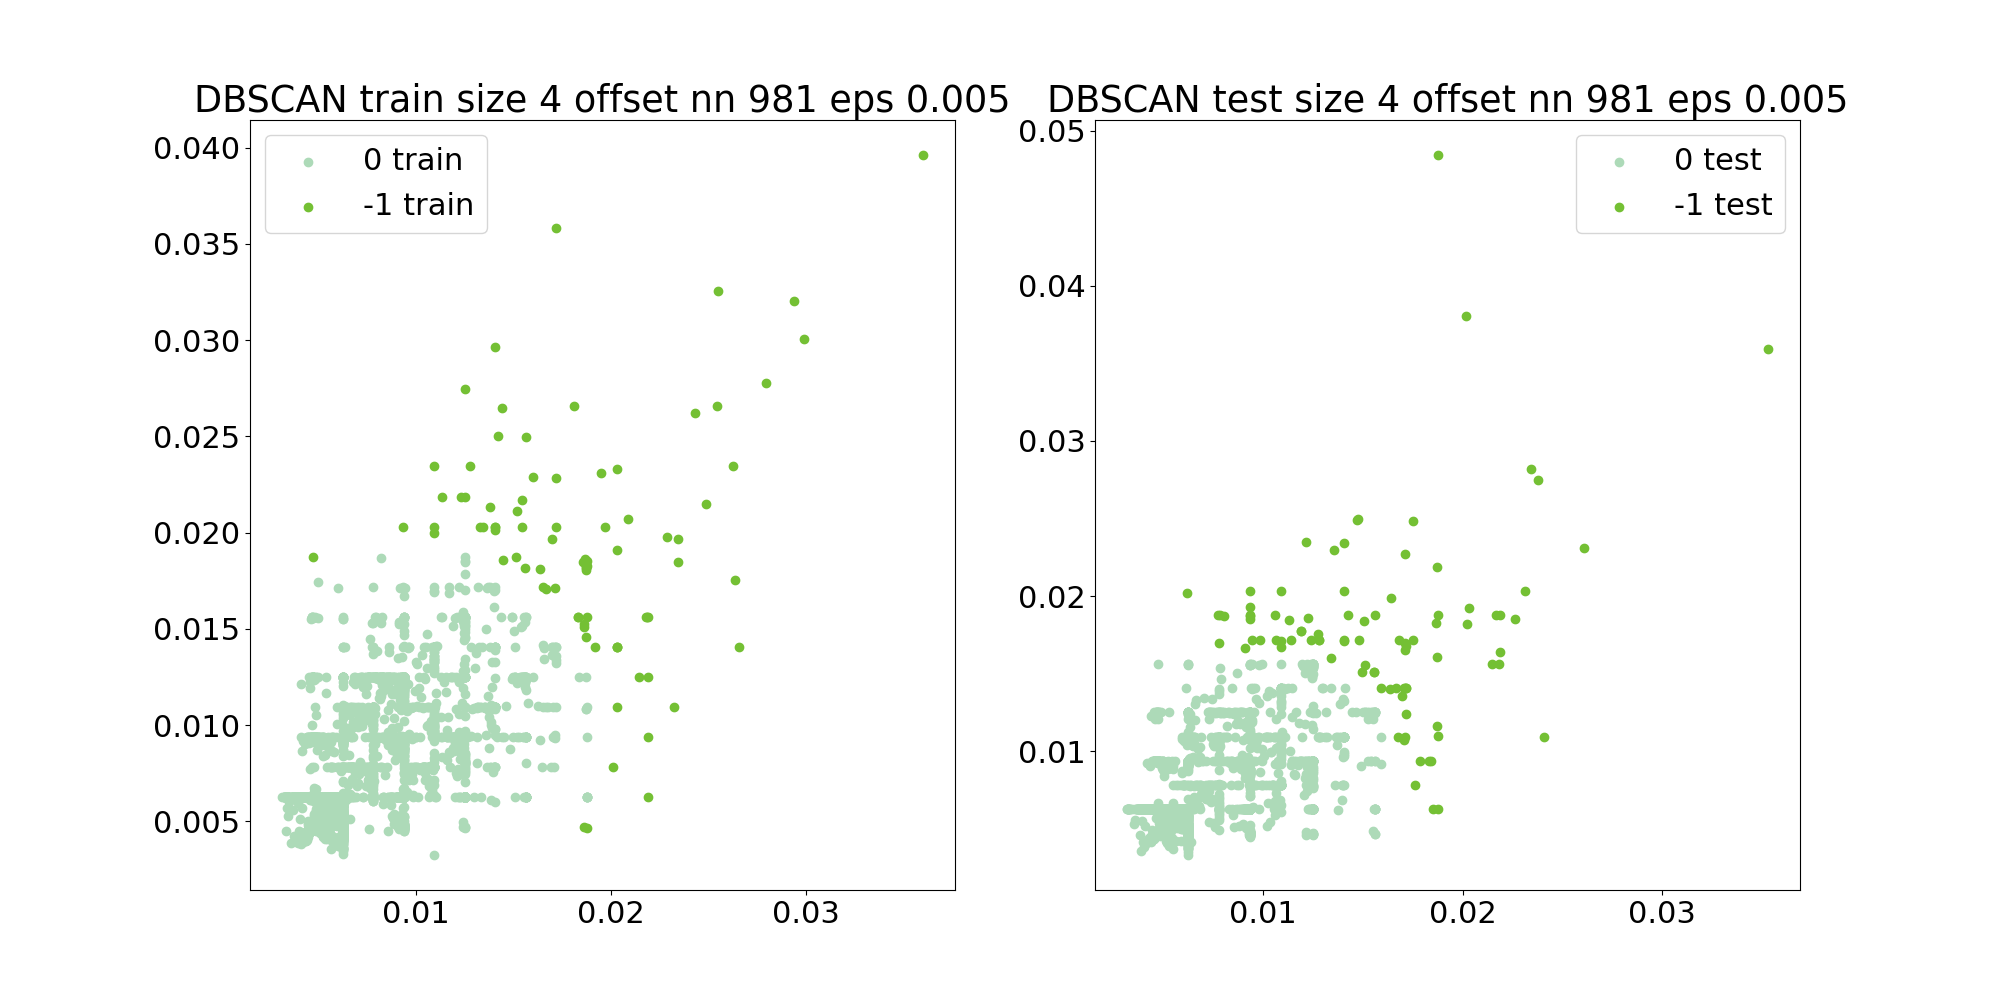 DBSCAN train size 4 offset nn 981 eps 0.005
0 train
-1 train
0.040
0.035
0.030
0.025
0.020
0.015
0.010
0.005
0.01 0.02 0.03
DBSCAN test size 4 offset nn 981 eps 0.005
0 test
-1 test
0.05
0.04
0.03
0.02
0.01
0.01 0.02 0.03